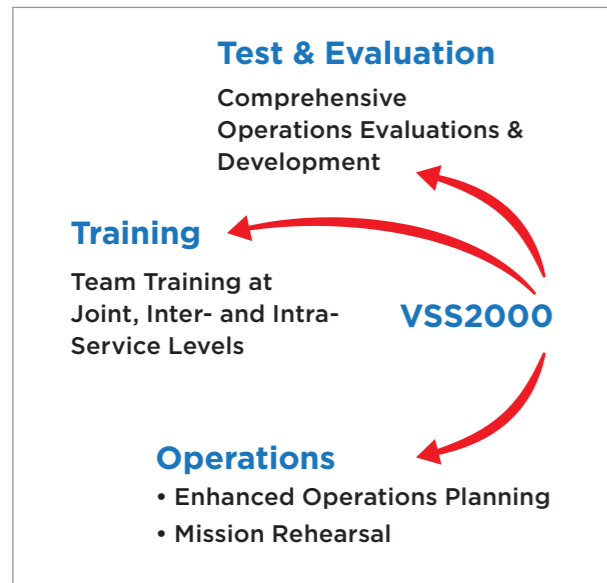 Test & Evaluation
Comprehensive
Operations Evaluations &
Development
Training
Team Training at
Joint, Inter- and Intra-
Service Levels
VSS2000
Operations
• Enhanced Operations Planning
• Mission Rehearsal